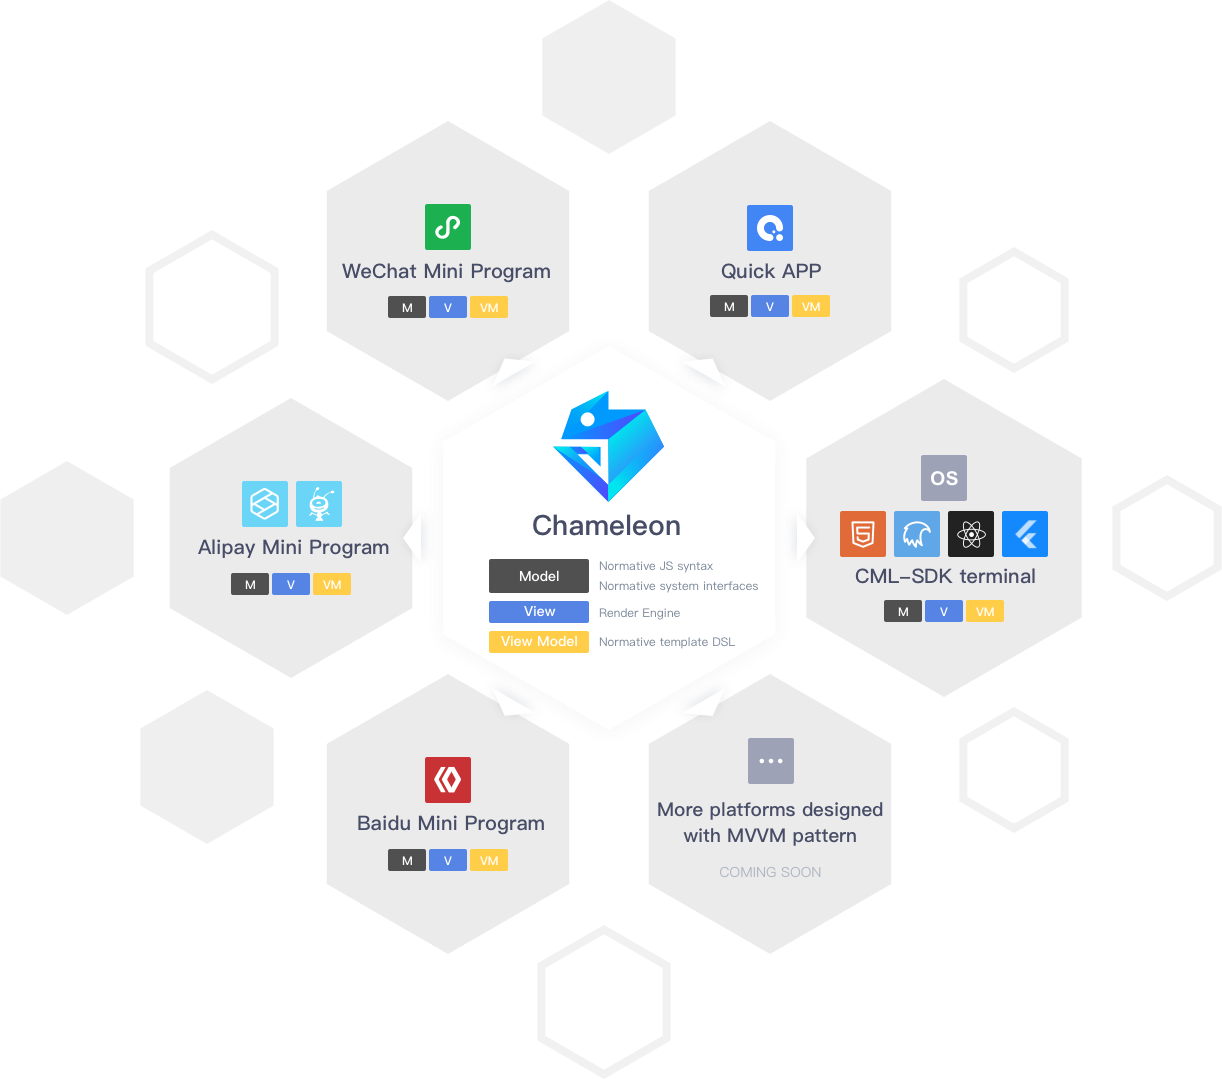 WeChat Mini Program
M V VM
Quick APP
M V VM
Alipay Mini Program
M V VM
Chameleon
Model
Normative JS syntax
Normative system interfaces
View
Render Engine
View Model
Normative template DSL
OS
5
CML-SDK terminal
M V VM
Baidu Mini Program
M V VM
More platforms designed
with MVVM pattern
COMING SOON